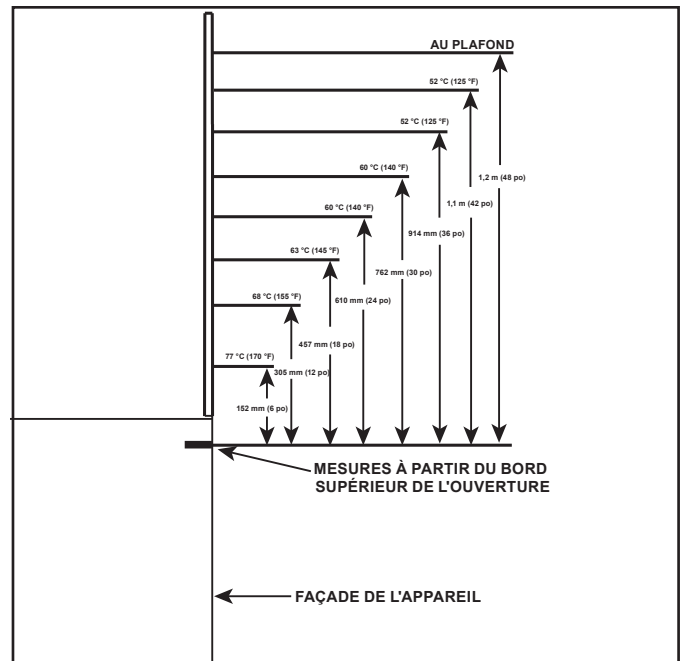 AU PLAFOND
52 °C (125 °F)
52 °C (125 °F)
60 °C (140 °F)
1,2 m (48 po)
1,1 m (42 po)
60 °C (140 °F)
914 mm (36 po)
63 °C (145 °F)
762 mm (30 po)
68 °C (155 °F)
610 mm (24 po)
457 mm (18 po)
77 °C (170 °F)
305 mm (12 po)
152 mm (6 po)
MESURES À PARTIR DU BORD
SUPÉRIEUR DE L'OUVERTURE
FAÇADE DE L'APPAREIL